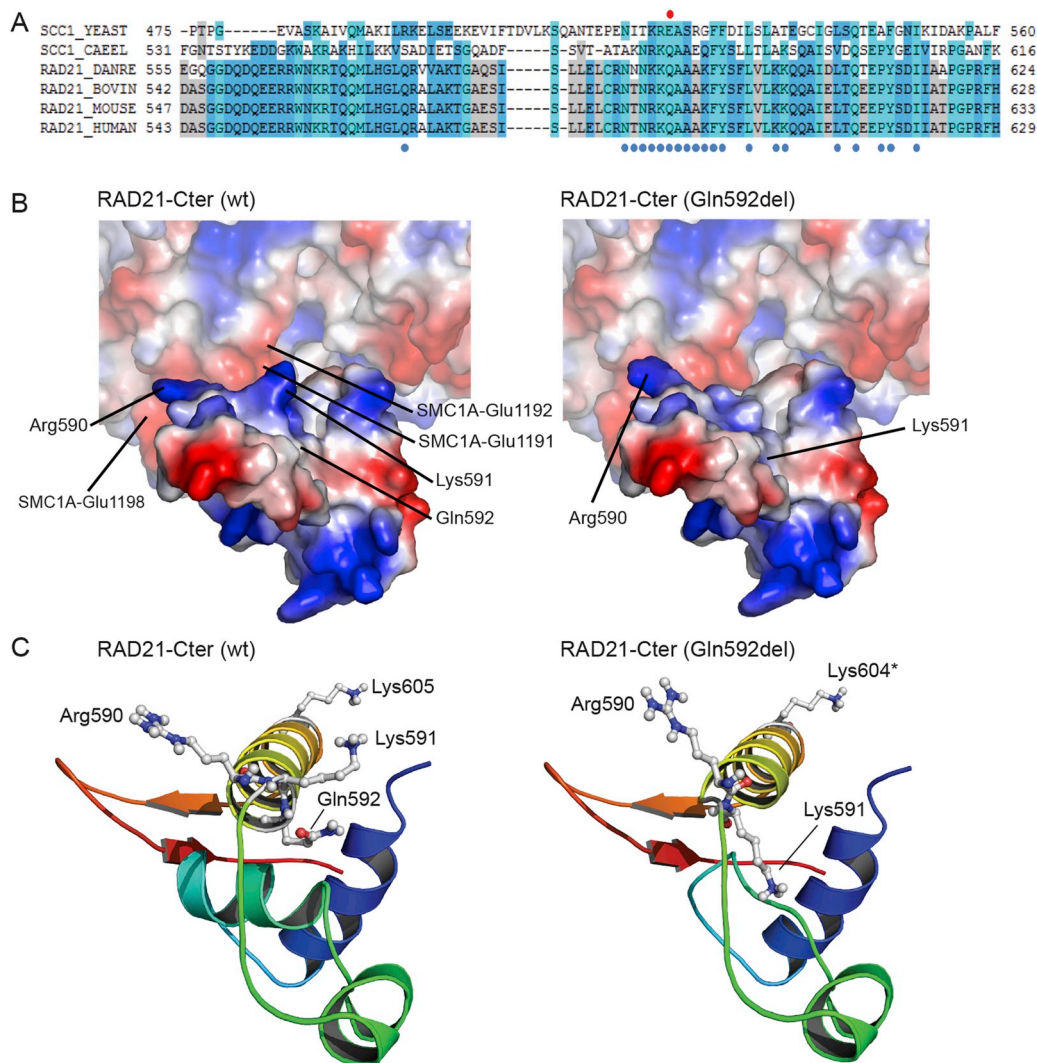 A
SCC1_YEAST 475 -PTPG--------EVASKAIVQMAKILRKELSEEKEVIFTDVLKSQANTEPENITKREASRGFFDILSLATEGCIGLSQTEAFGNIKIDAKPALF 560
SCC1_CAEEL 531 FGNTSTYKEDDGKWAKRAKHILKKVSADIETSGQADF------S--SVT-ATAKNRKQAAEQFYSLLTLAKSQAISVDQSEPYGPIVIRPGANFK 616
RAD21_DANRE 555 EGQGGDQDQEERRWNKRTQQMLHGLQRVVAKTGAQSI------S--LLELCRNNNKKQAAAKFYSFLVLKKQQAIDLTQTEPYSDIIAAPGPRFH 624
RAD21_BOVIN 542 DASGGDQDQEERRWNKRTQQMLHGLQRALAKTGAESI------S--LLELCRNTNRKQAAAKFYSFLVLKKQQAIELTQEEPYSDIIATPGPRFH 628
RAD21_MOUSE 547 DASGGDQDQEERRWNKRTQQMLHGLQRALAKTGAESI------S--LLELCRNTNRKQAAAKFYSFLVLKKQQAIELTQEEPYSDIIATPGPRFH 633
RAD21_HUMAN 543 DASGGDQDQEERRWNKRTQQMLHGLQRALAKTGAESI------S--LLELCRNTNRKQAAAKFYSFLVLKKQQAIELTQEEPYSDIIATPGPRFH 629
B
RAD21-Cter (wt)
RAD21-Cter (Gln592del)
SMC1A-Glu1192
Arg590
SMC1A-Glu1191
Lys591
Lys591
SMC1A-Glu1198
Gln592
Arg590
C
RAD21-Cter (wt)
RAD21-Cter (Gln592del)
Lys605
Arg590
Lys591
Gln592
Lys604*
Arg590
Lys591